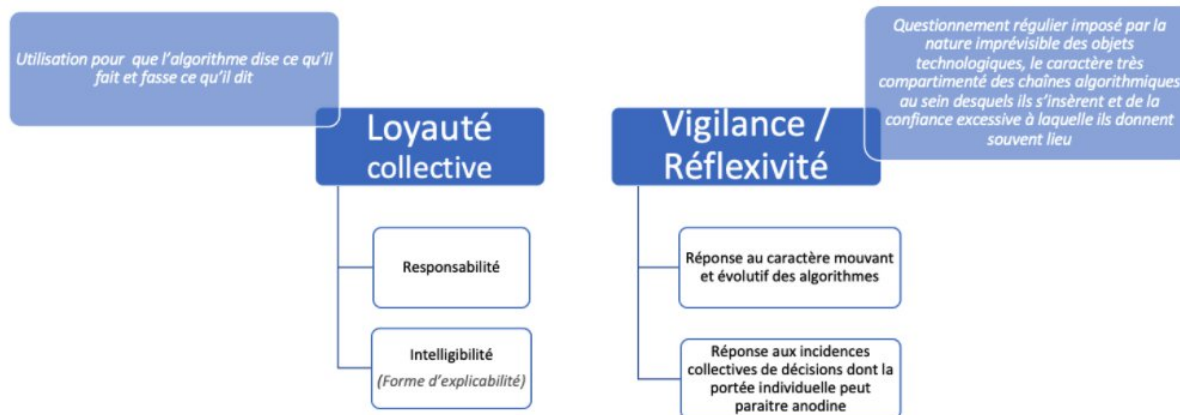 Utilisation pour que l'algorithme dise ce qu'il
fait et fasse ce qu'il dit
Loyauté
collective
Responsabilité
Intelligibilité
(Forme d'explicabilité)
Questionnement régulier imposé par la
nature imprévisible des objets
technologiques, le caractère très
compartimenté des chaînes algorithmiques
au sein desquels ils s'insèrent et de la
confiance excessive à laquelle ils donnent
souvent lieu
Vigilance /
Réflexivité
Réponse au caractère mouvant
et évolutif des algorithmes
Réponse aux incidences
collectives de décisions dont la
portée individuelle peut
paraitre anodine